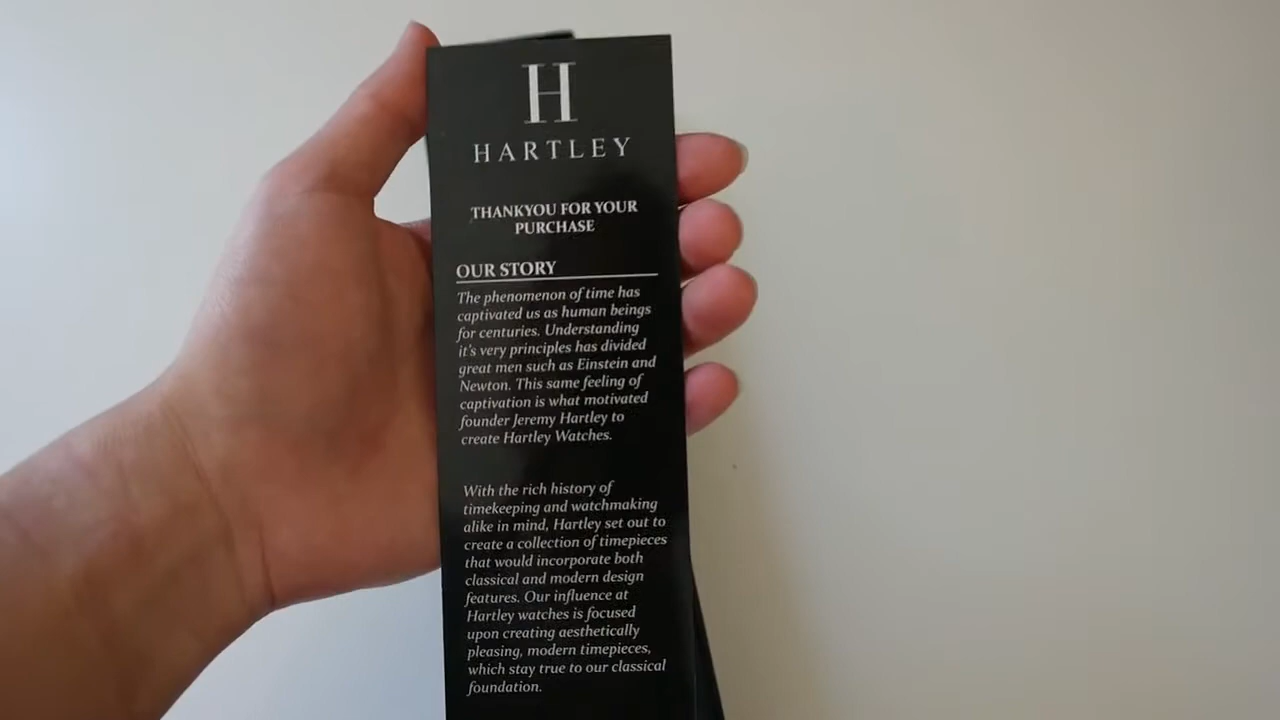 H
HARTLEY
THANKYOU FOR YOUR
PURCHASE
OUR STORY
The phenomenon of time has
captivated us as human beings
for centuries. Understanding
it's very principles has divided
great men such as Einstein and
Newton. This same feeling of
captivation is what motivated
founder Jeremy Hartley to
create Hartley Watches.
With the rich history of
timekeeping and watchmaking
alike in mind, Hartley set out to
create a collection of timepieces
that would incorporate both
classical and modern design
features. Our influence at
Hartley watches is focused
upon creating aesthetically
pleasing, modern timepieces,
which stay true to our classical
foundation.